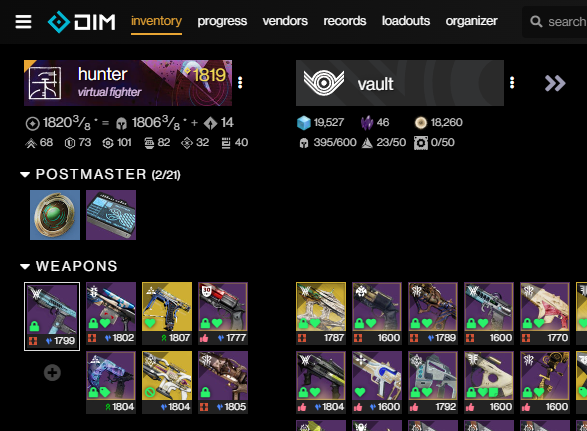 DIM inventory progress vendors records loadouts organizer search
hunter 1819
virtual fighter
vault
1820 3/8 * = 1806 3/8 * + 14
68 73 101 82 32 40
19,527 46 18,260
395/600 23/50 0/50
POSTMASTER (2/21)
WEAPONS
1799 1802 1807 1777 1787 1600 1789 1600 1770
1804 1804 1805 1804 1600 1792 1600 1600